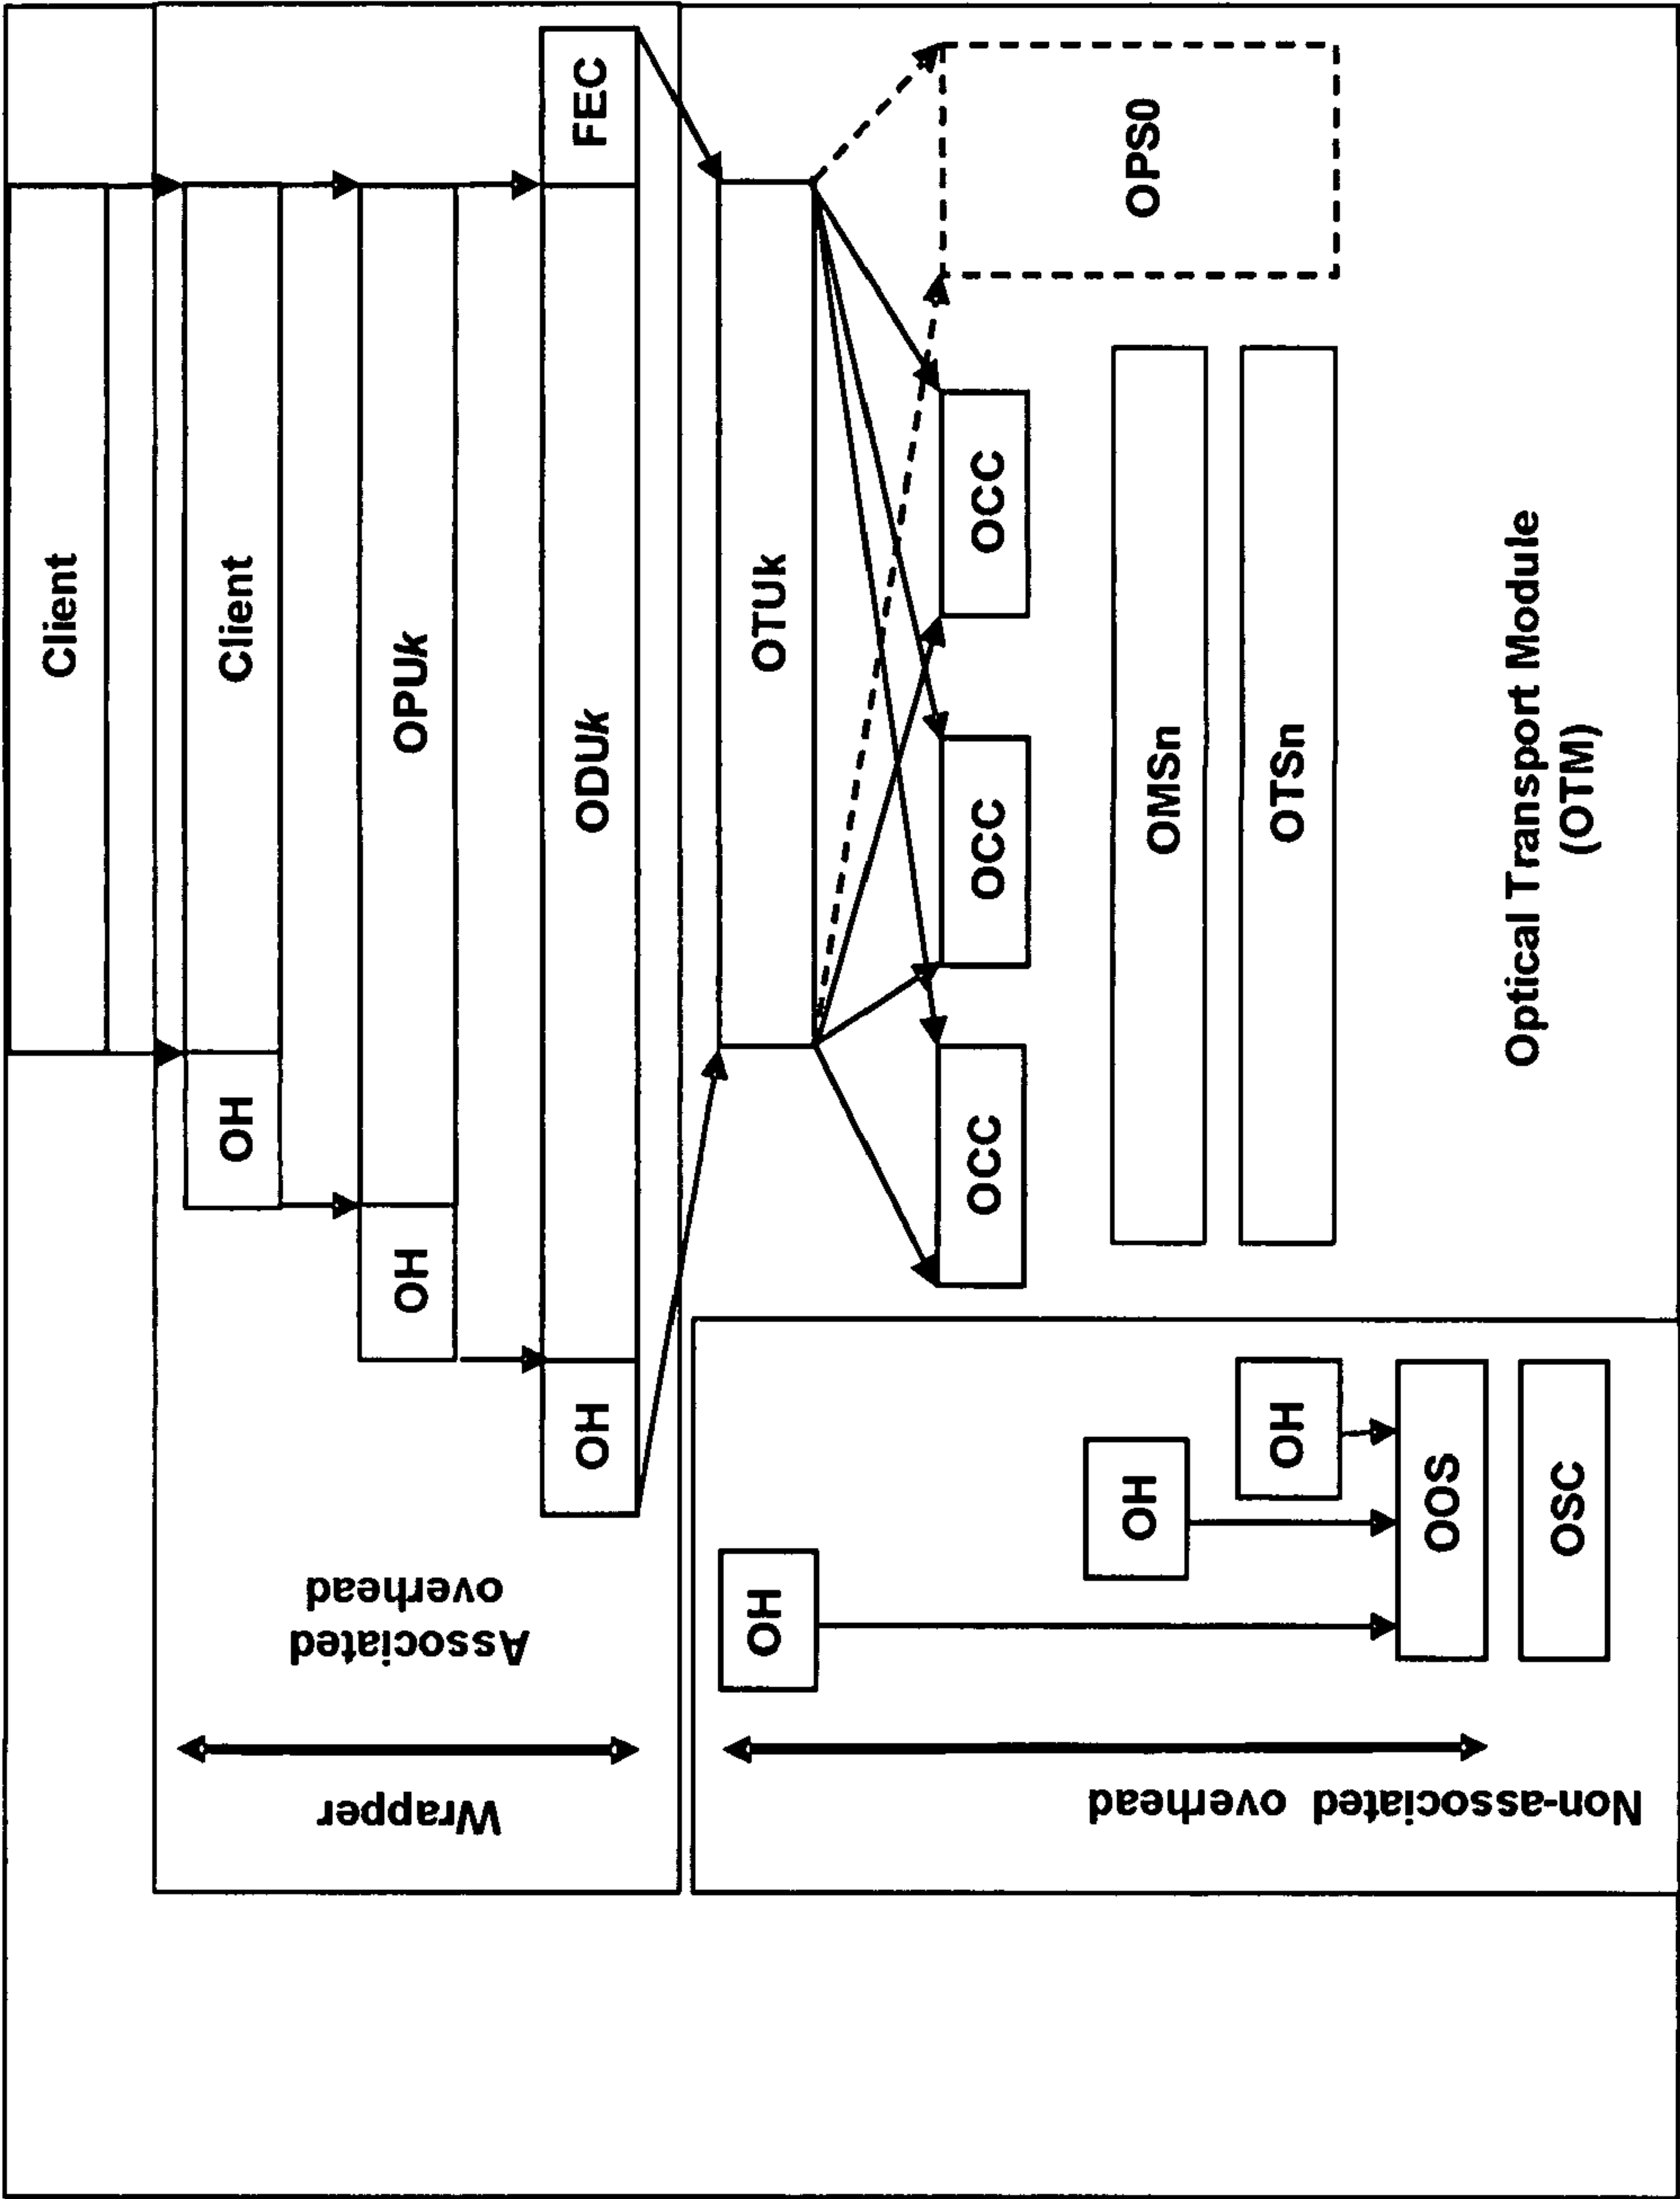 Client
OH
Client
OH
OPUk
OH
ODUk
FEC
Associated
overhead
Wrapper
OTUk
OH
OCC
OCC
OCC
OPS0
OH
OMSn
OH
OTSn
OOS
OSC
Non-associated overhead
Optical Transport Module
(OTM)